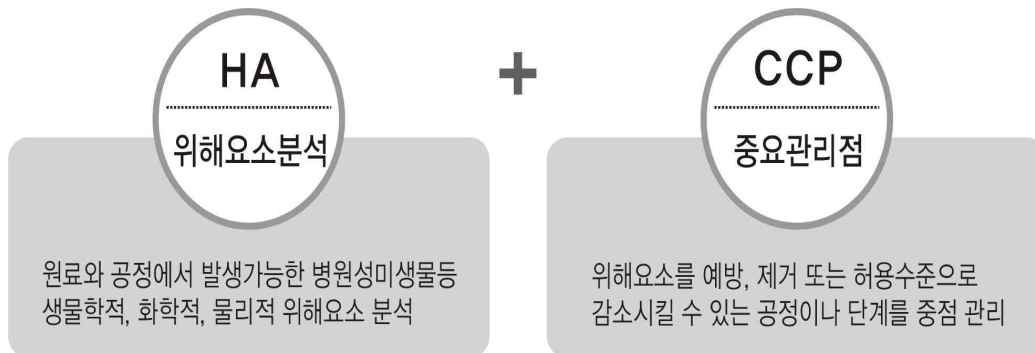 HA
위해요소분석
원료와 공정에서 발생가능한 병원성미생물등
생물학적, 화학적, 물리적 위해요소 분석
+
CCP
중요관리점
위해요소를 예방, 제거 또는 허용수준으로
감소시킬 수 있는 공정이나 단계를 중점 관리